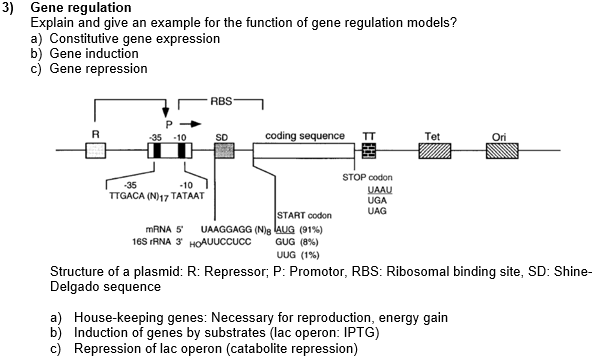 3) Gene regulation
Explain and give an example for the function of gene regulation models?
a) Constitutive gene expression
b) Gene induction
c) Gene repression
RBS
P
R
-35 -10
SD
coding sequence
TT
Tet
Ori
-35 -10
TTGACA (N)17 TATAAT
STOP codon
UAAU
UGA
UAG
START codon
mRNA 5' UAAGGAGG (N)8 AUG (91%)
16S rRNA 3' HOAUUCCUCC GUG (8%)
UUG (1%)
Structure of a plasmid: R: Repressor; P: Promotor, RBS: Ribosomal binding site, SD: Shine-
Delgado sequence
a) House-keeping genes: Necessary for reproduction, energy gain
b) Induction of genes by substrates (lac operon: IPTG)
c) Repression of lac operon (catabolite repression)